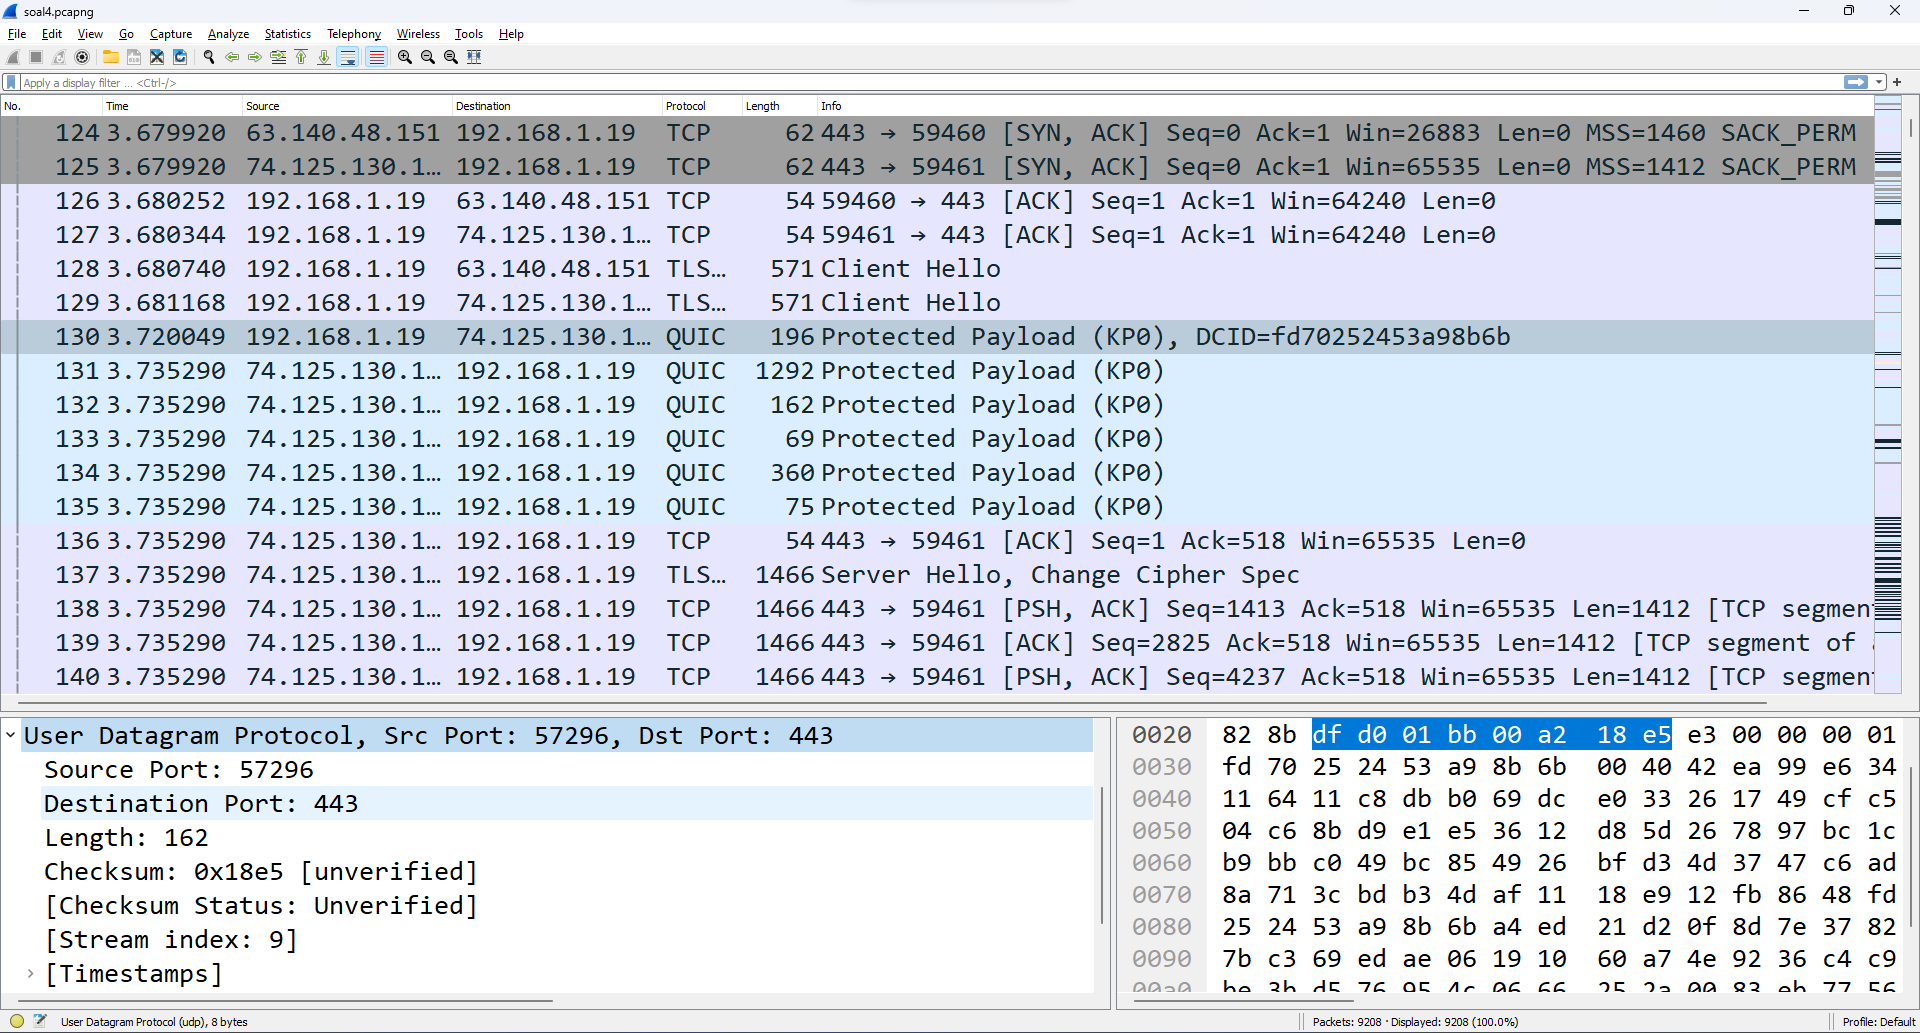 soal4.pcapng
File Edit View Go Capture Analyze Statistics Telephony Wireless Tools Help
Apply a display filter ... <Ctrl-/>
No. Time Source Destination Protocol Length Info
124 3.679920 63.140.48.151 192.168.1.19 TCP 62 443 → 59460 [SYN, ACK] Seq=0 Ack=1 Win=26883 Len=0 MSS=1460 SACK_PERM
125 3.679920 74.125.130.1… 192.168.1.19 TCP 62 443 → 59461 [SYN, ACK] Seq=0 Ack=1 Win=65535 Len=0 MSS=1412 SACK_PERM
126 3.680252 192.168.1.19 63.140.48.151 TCP 54 59460 → 443 [ACK] Seq=1 Ack=1 Win=64240 Len=0
127 3.680344 192.168.1.19 74.125.130.1… TCP 54 59461 → 443 [ACK] Seq=1 Ack=1 Win=64240 Len=0
128 3.680740 192.168.1.19 63.140.48.151 TLS… 571 Client Hello
129 3.681168 192.168.1.19 74.125.130.1… TLS… 571 Client Hello
130 3.720049 192.168.1.19 74.125.130.1… QUIC 196 Protected Payload (KP0), DCID=fd70252453a98b6b
131 3.735290 74.125.130.1… 192.168.1.19 QUIC 1292 Protected Payload (KP0)
132 3.735290 74.125.130.1… 192.168.1.19 QUIC 162 Protected Payload (KP0)
133 3.735290 74.125.130.1… 192.168.1.19 QUIC 69 Protected Payload (KP0)
134 3.735290 74.125.130.1… 192.168.1.19 QUIC 360 Protected Payload (KP0)
135 3.735290 74.125.130.1… 192.168.1.19 QUIC 75 Protected Payload (KP0)
136 3.735290 74.125.130.1… 192.168.1.19 TCP 54 443 → 59461 [ACK] Seq=1 Ack=518 Win=65535 Len=0
137 3.735290 74.125.130.1… 192.168.1.19 TLS… 1466 Server Hello, Change Cipher Spec
138 3.735290 74.125.130.1… 192.168.1.19 TCP 1466 443 → 59461 [PSH, ACK] Seq=1413 Ack=518 Win=65535 Len=1412 [TCP segmen
139 3.735290 74.125.130.1… 192.168.1.19 TCP 1466 443 → 59461 [ACK] Seq=2825 Ack=518 Win=65535 Len=1412 [TCP segment of
140 3.735290 74.125.130.1… 192.168.1.19 TCP 1466 443 → 59461 [PSH, ACK] Seq=4237 Ack=518 Win=65535 Len=1412 [TCP segmen
User Datagram Protocol, Src Port: 57296, Dst Port: 443
Source Port: 57296
Destination Port: 443
Length: 162
Checksum: 0x18e5 [unverified]
[Checksum Status: Unverified]
[Stream index: 9]
[Timestamps]
0020 82 8b df d0 01 bb 00 a2 18 e5 e3 00 00 00 01
0030 fd 70 25 24 53 a9 8b 6b 00 40 42 ea 99 e6 34
0040 11 64 11 c8 db b0 69 dc e0 33 26 17 49 cf c5
0050 04 c6 8b d9 e1 e5 36 12 d8 5d 26 78 97 bc 1c
0060 b9 bb c0 49 bc 85 49 26 bf d3 4d 37 47 c6 ad
0070 8a 71 3c bd b3 4d af 11 18 e9 12 fb 86 48 fd
0080 25 24 53 a9 8b 6b a4 ed 21 d2 0f 8d 7e 37 82
0090 7b c3 69 ed ae 06 19 10 60 a7 4e 92 36 c4 c9
00a0 be 3b d5 76 95 4c 06 66 25 2a 00 83 eb 77 56
User Datagram Protocol (udp), 8 bytes
Packets: 9208 · Displayed: 9208 (100.0%)
Profile: Default